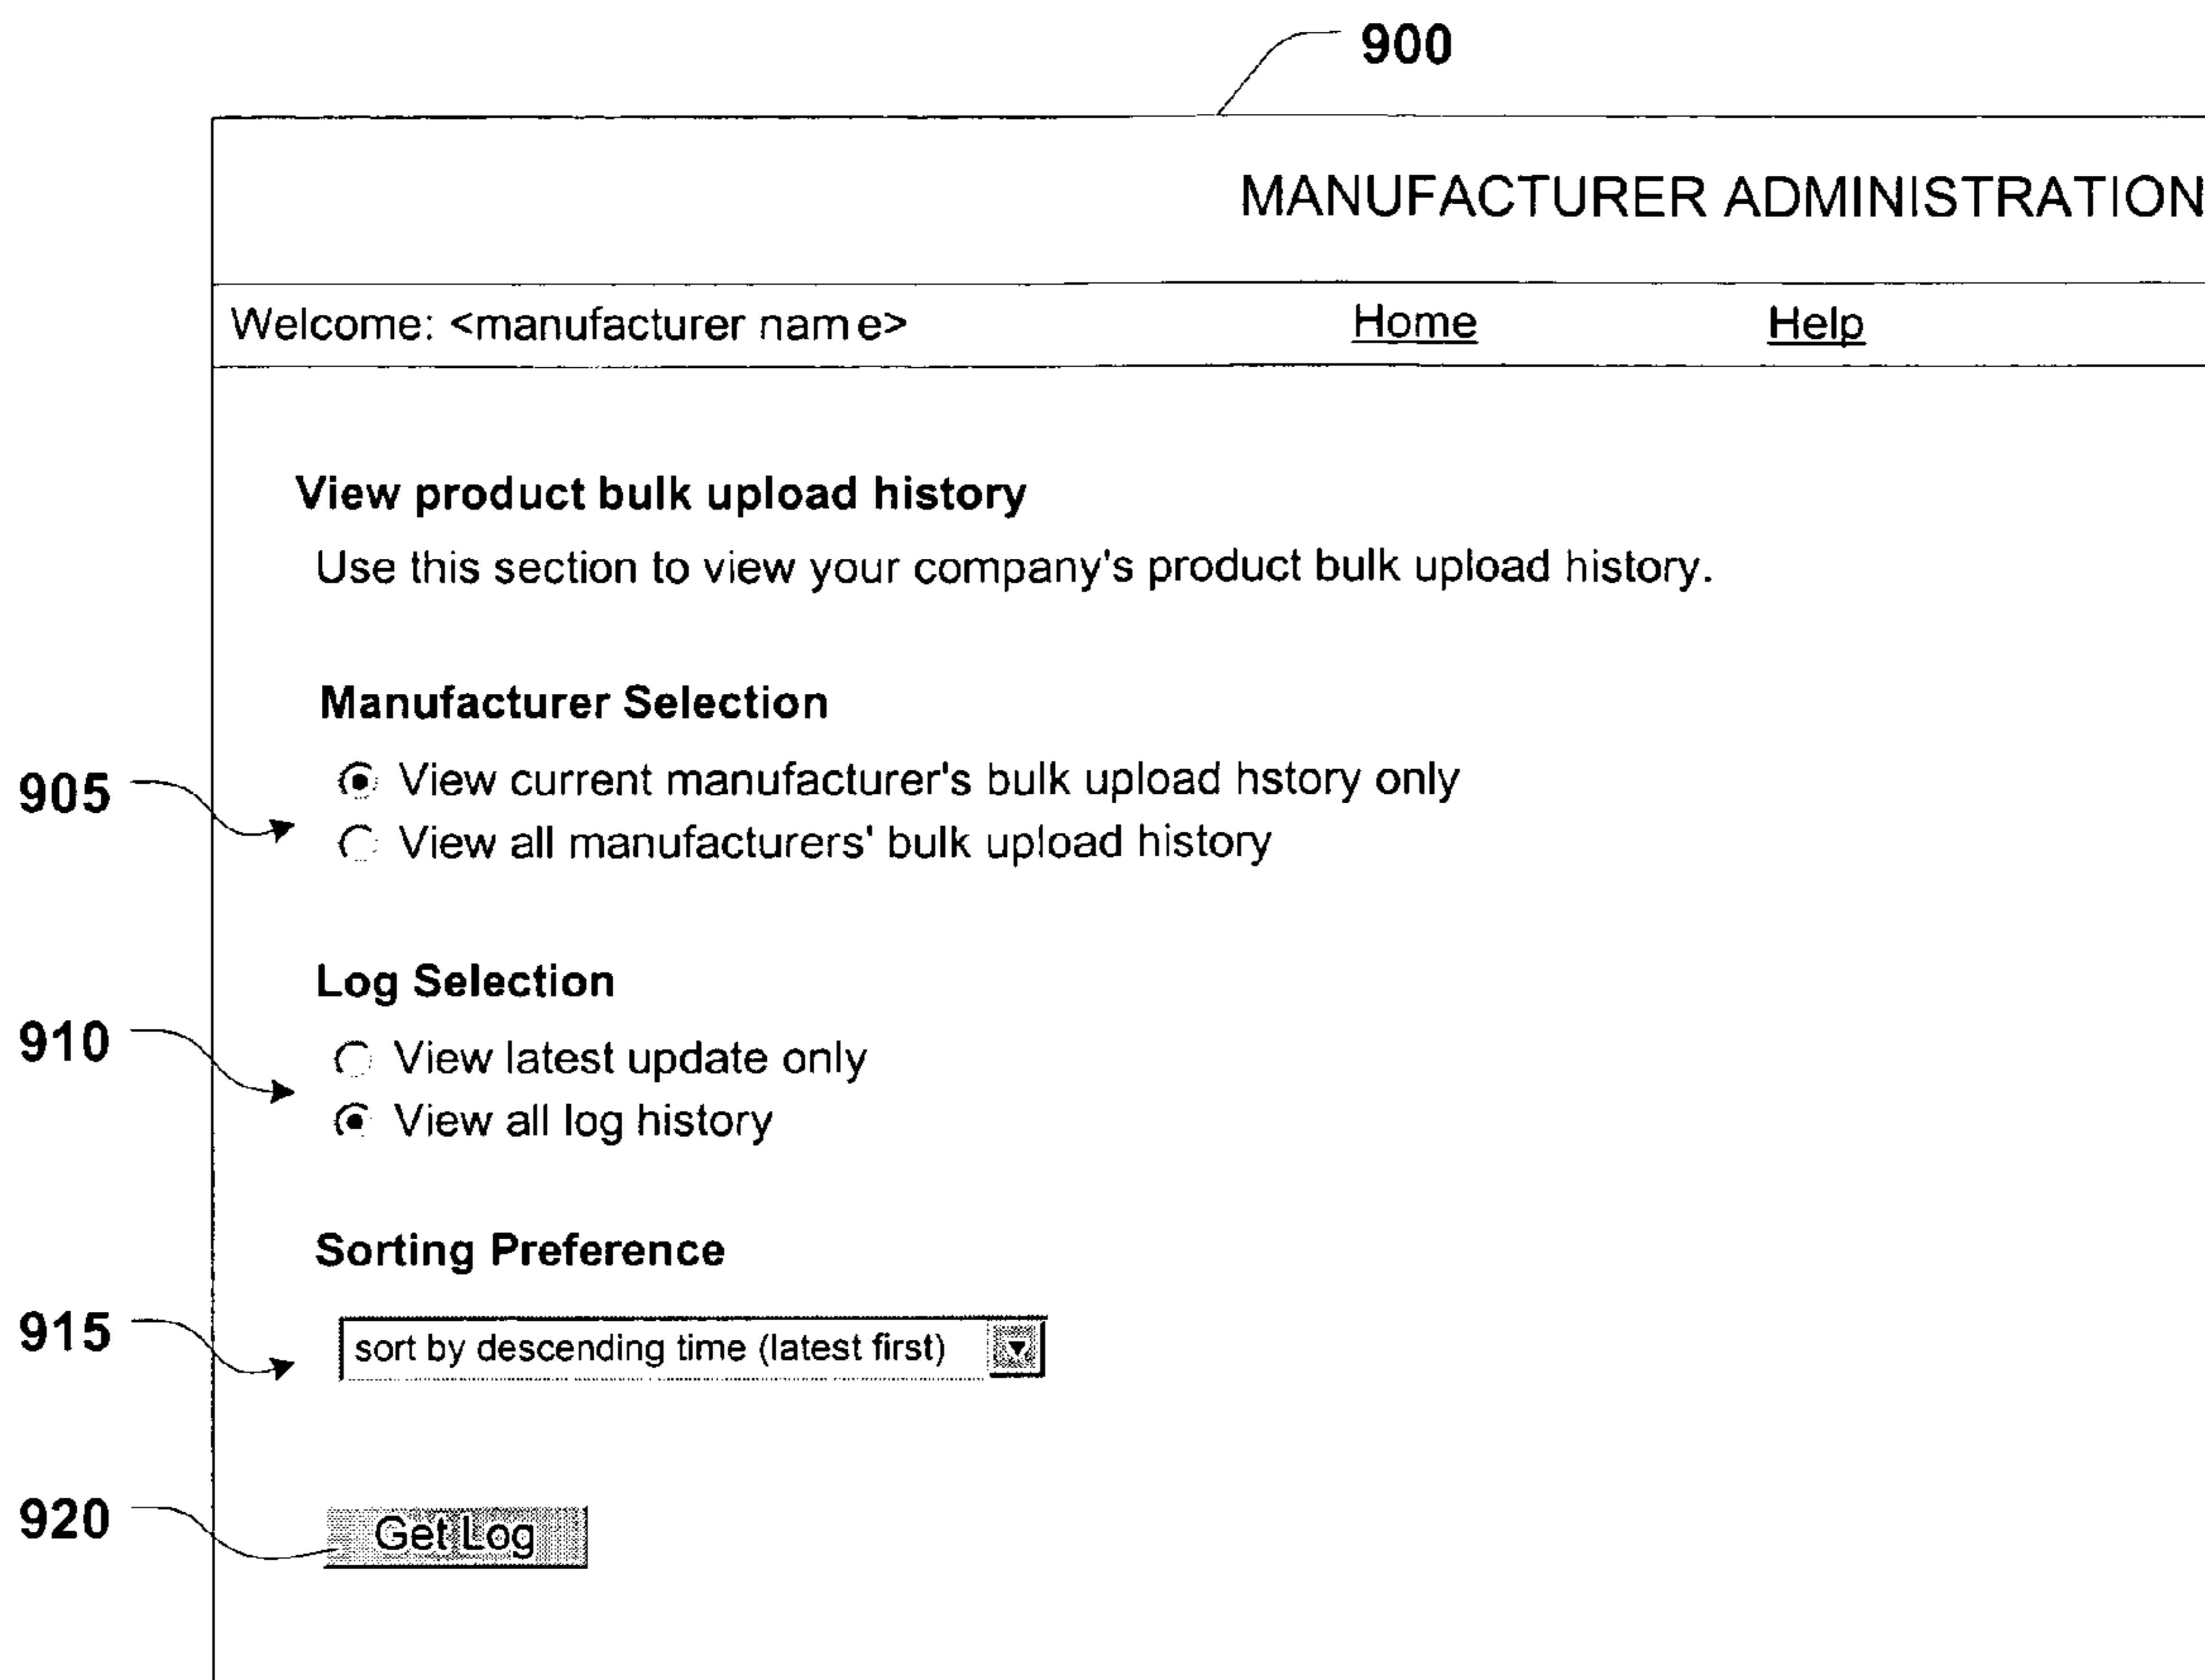 900
MANUFACTURER ADMINISTRATION
Welcome: <manufacturer name> Home Help
View product bulk upload history
Use this section to view your company's product bulk upload history.
Manufacturer Selection
905 View current manufacturer's bulk upload hstory only
View all manufacturers' bulk upload history
Log Selection
910 View latest update only
View all log history
Sorting Preference
915 sort by descending time (latest first)
920 Get Log